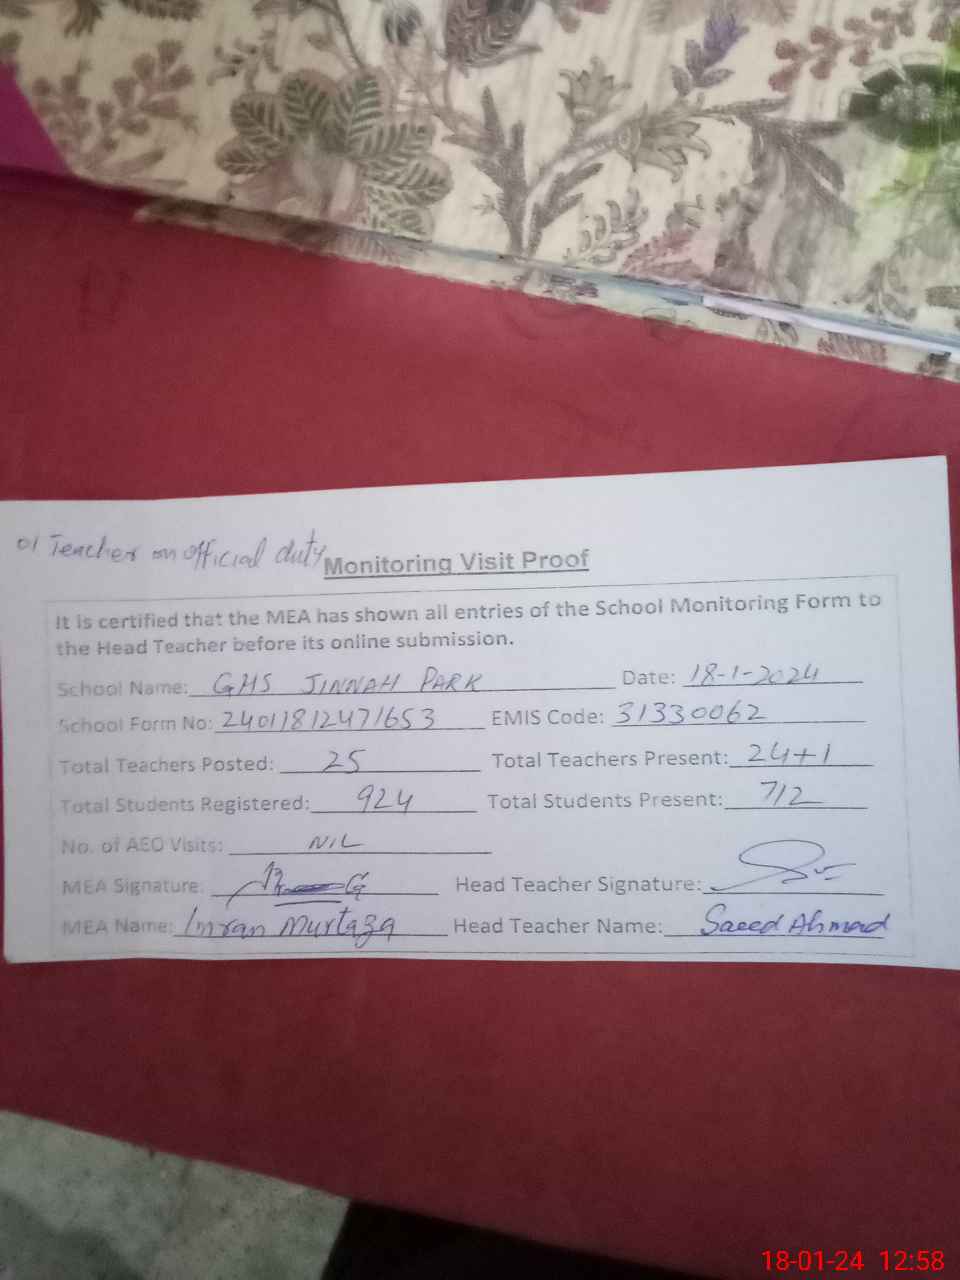 01 Teacher on official duty
Monitoring Visit Proof
It is certified that the MEA has shown all entries of the School Monitoring Form to
the Head Teacher before its online submission.
School Name: GHS JINNAH PARK Date: 18-1-2024
School Form No: 24011812471653 EMIS Code: 31330062
Total Teachers Posted: 25 Total Teachers Present: 24+1
Total Students Registered: 924 Total Students Present: 712
No. of AEO Visits: NIL
MEA Signature: Head Teacher Signature:
MEA Name: Imran Murtaza Head Teacher Name: Saeed Ahmad
18-01-24 12:58